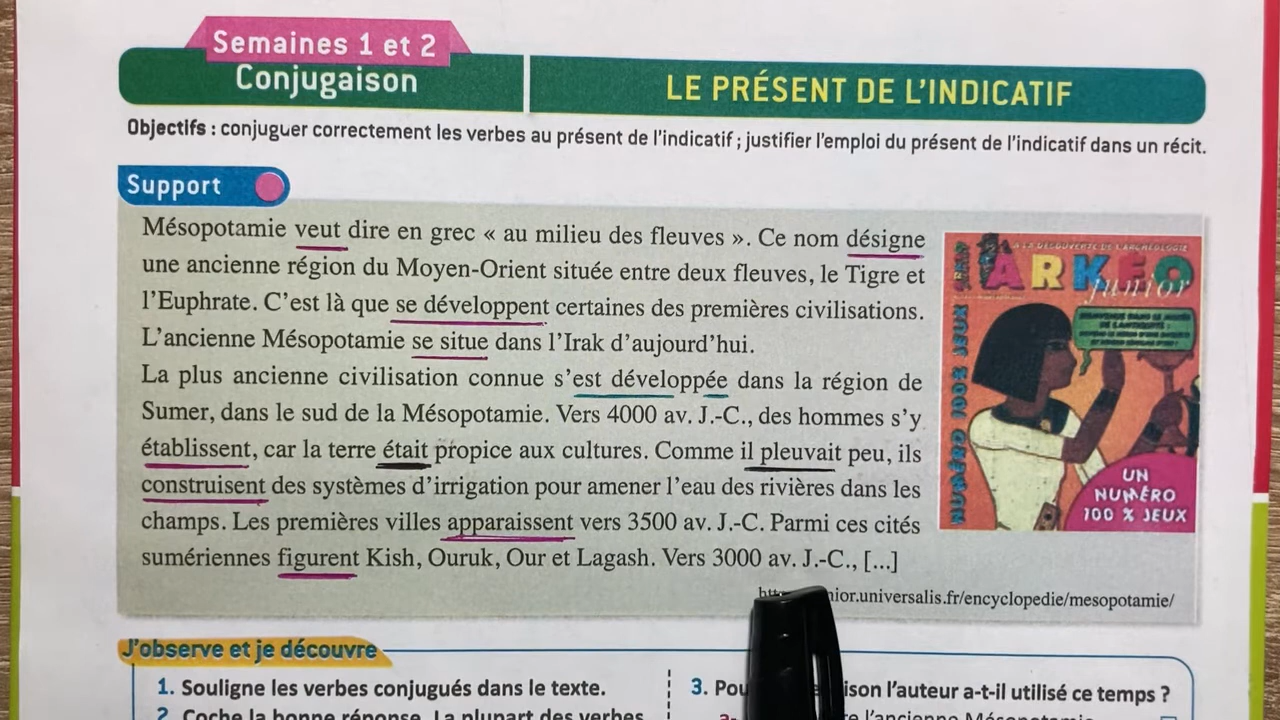 Semaines 1 et 2
Conjugaison
LE PRÉSENT DE L'INDICATIF
Objectifs : conjuguer correctement les verbes au présent de l'indicatif ; justifier l'emploi du présent de l'indicatif dans un récit.
Support
Mésopotamie veut dire en grec « au milieu des fleuves ». Ce nom désigne
une ancienne région du Moyen-Orient située entre deux fleuves, le Tigre et
l'Euphrate. C'est là que se développent certaines des premières civilisations.
L'ancienne Mésopotamie se situe dans l'Irak d'aujourd'hui.
La plus ancienne civilisation connue s'est développée dans la région de
Sumer, dans le sud de la Mésopotamie. Vers 4000 av. J.-C., des hommes s'y
établissent, car la terre était propice aux cultures. Comme il pleuvait peu, ils
construisent des systèmes d'irrigation pour amener l'eau des rivières dans les
champs. Les premières villes apparaissent vers 3500 av. J.-C. Parmi ces cités
sumériennes figurent Kish, Ouruk, Our et Lagash. Vers 3000 av. J.-C., [...]
À LA DÉCOUVERTE DE L'ARCHÉOLOGIE
ARKEO
junior
NUMÉRO 100% JEUX
UN
NUMÉRO
100 % JEUX
ior.universalis.fr/encyclopedie/mesopotamie/
J'observe et je découvre
1. Souligne les verbes conjugués dans le texte.
2. Coche la bonne réponse. La plupart des verbes
3. Pou ison l'auteur a-t-il utilisé ce temps ?
a- l'ancienne Mésopotamie